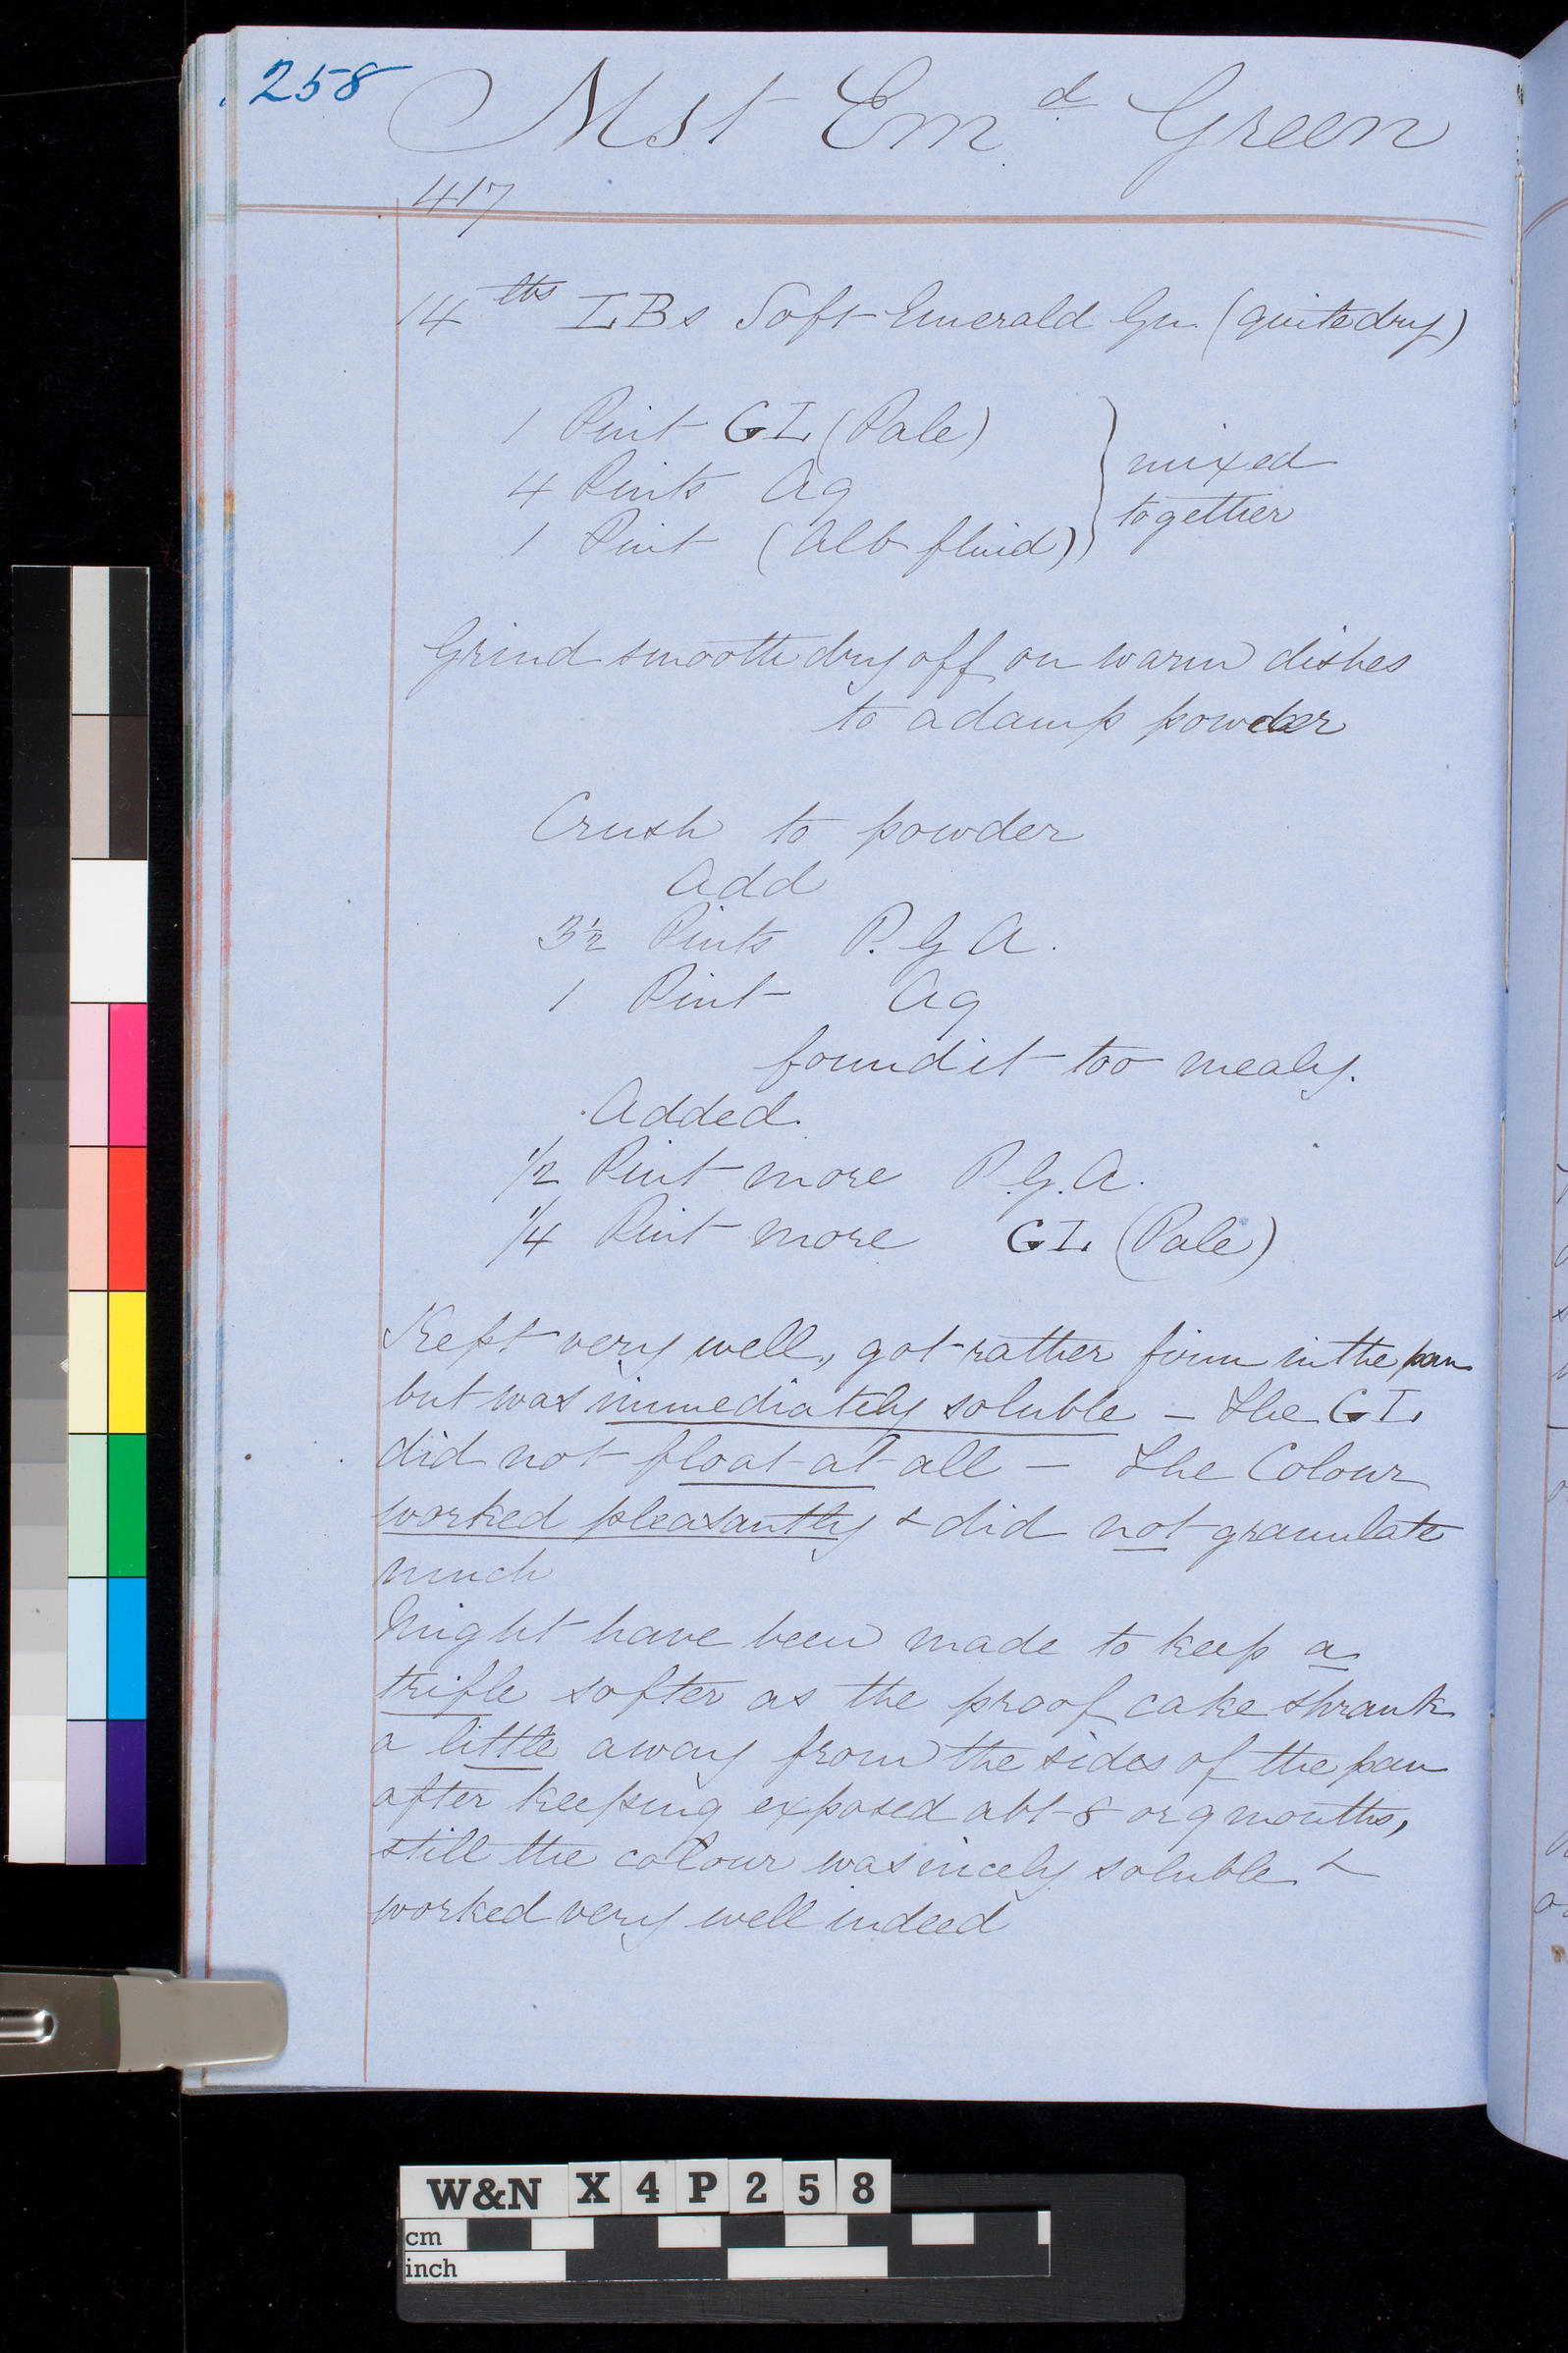 258
Mst Em.d Green
417
14 lbs LBs Soft Emerald Gn. (quite dry)
1 Pint GL (Pale)
4 Pints Aq
1 Pint (Alb fluid)
} mixed
together
Grind smooth dry off on warm dishes
to a damp powder
Crush to powder
Add
3 1/2 Pints P. G A.
1 Pint Aq
found it too mealy.
Added.
1/2 Pint more P.G.A.
1/4 Pint more GL (Pale)
Kept very well, got rather firm in the pan
but was immediately soluble – The GL
did not float at all – The Colour
worked pleasantly & did not granulate
much
Might have been made to keep a
trifle softer as the proof cake shrank
a little away from the sides of the pan
after keeping exposed abt 8 or 9 months,
still the colour was nicely soluble &
worked very well indeed
W&N X 4 P 2 5 8
cm
inch